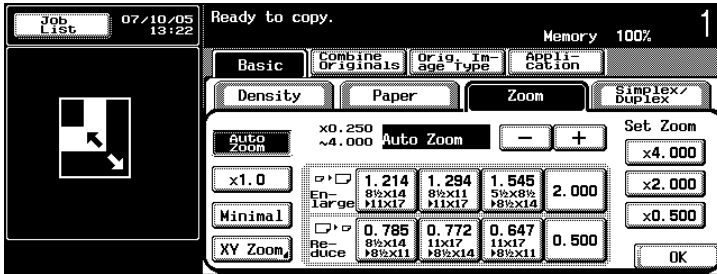 Job List
07/10/05
13:22
Ready to copy.
Memory 100%
1
Basic
Combine Originals
Orig. Im-age Type
Appli-cation
Density
Paper
Zoom
Simplex/Duplex
Auto Zoom
x0.250
~4.000
Auto Zoom
−
+
Set Zoom
x4.000
x1.0
En-large
1.214
8½x14
▶11x17
1.294
8½x11
▶11x17
1.545
5½x8½
▶8½x14
2.000
x2.000
Minimal
x0.500
XY Zoom
Re-duce
0.785
8½x14
▶8½x11
0.772
11x17
▶8½x14
0.647
11x17
▶8½x11
0.500
OK